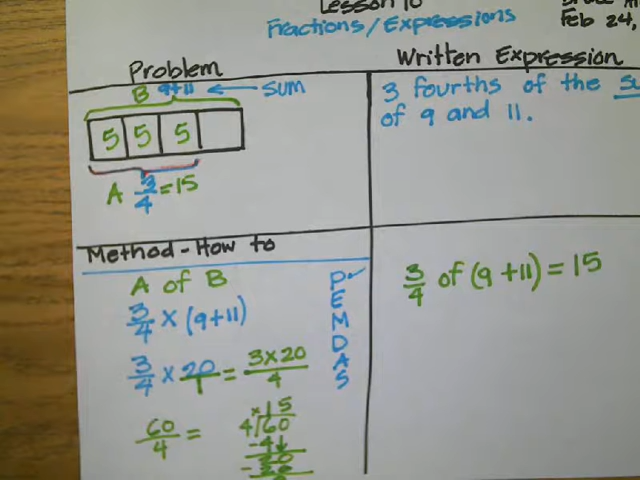 Lesson 10
Fractions/Expressions
Feb 24,
Problem
Written Expression
B 9+11 ← Sum
5 5 5
A 3/4 = 15
3 fourths of the
of 9 and 11.
Method - How to
A of B
3/4 × (9+11)
3/4 × 20/1 = 3×20/4
60/4 =
×15
4)60
-4↓
20
-20
P✓
E
M
D
A
S
3/4 of (9+11) = 15